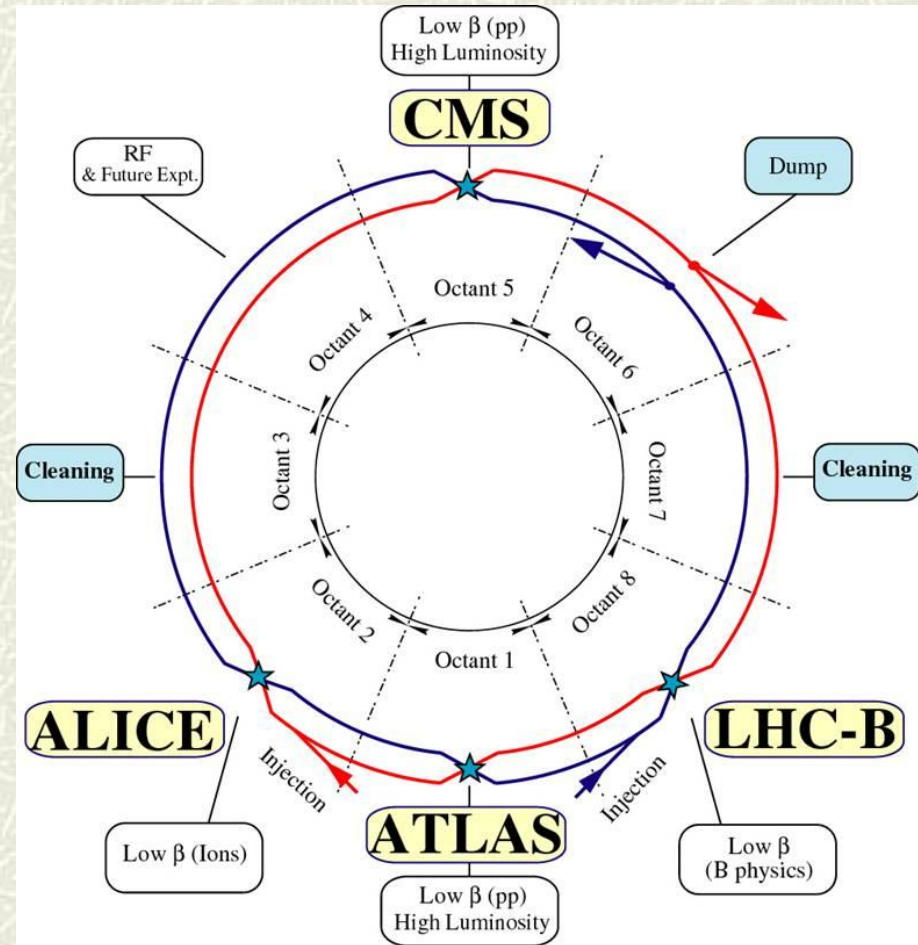 Low β (pp)
High Luminosity
CMS
RF
& Future Expt.
Dump
Octant 5
Octant 4
Octant 6
Cleaning
Octant 3
Octant 7
Cleaning
Octant 2
Octant 8
Octant 1
ALICE
LHC-B
Injection
Injection
ATLAS
Low β (Ions)
Low β
(B physics)
Low β (pp)
High Luminosity